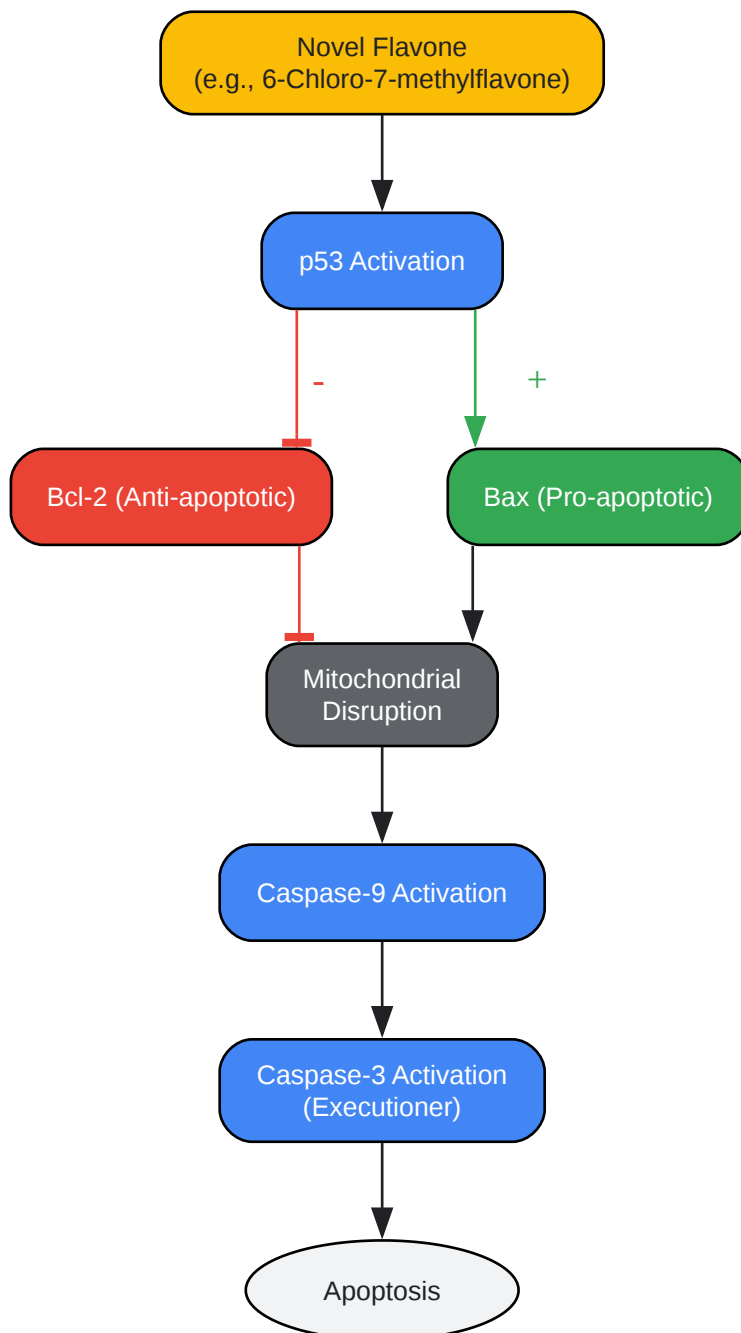 Novel Flavone
(e.g., 6-Chloro-7-methylflavone)
p53 Activation
-
+
Bcl-2 (Anti-apoptotic)
Bax (Pro-apoptotic)
Mitochondrial
Disruption
Caspase-9 Activation
Caspase-3 Activation
(Executioner)
Apoptosis